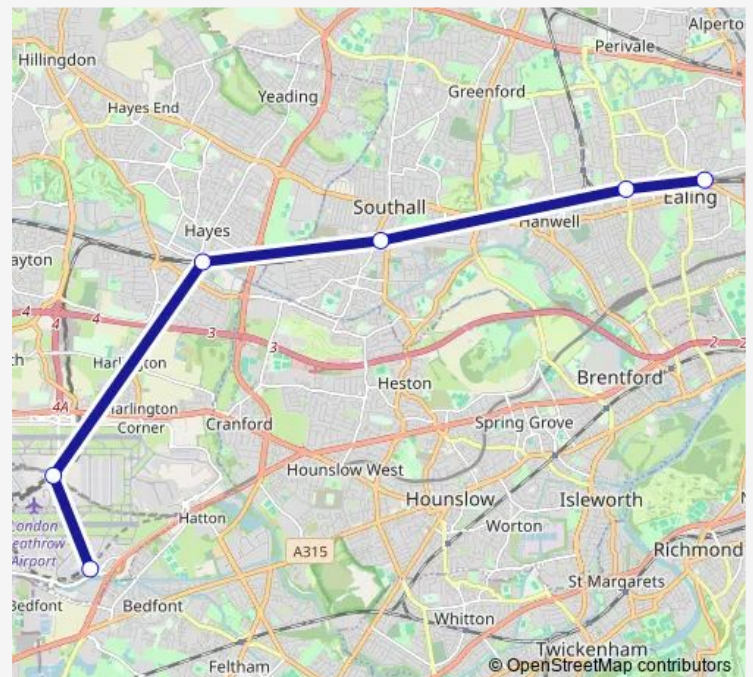 Alperto
Perivale
Hillingdon
Yeading
Greenford
Hayes End
Ealing
Southall
Hanwell
Hayes
ayton
4
4
4
3
3
2
2
Harlington
Brentford
Heston
4A
arlington
Corner
Cranford
Spring Grove
Hounslow West
Hounslow
Isleworth
Hatton
Worton
London
eathrow
Airport
A315
Richmond
St Margarets
Bedfont
Bedfont
Whitton
Twickenham
Feltham
© OpenStreetMap contributors